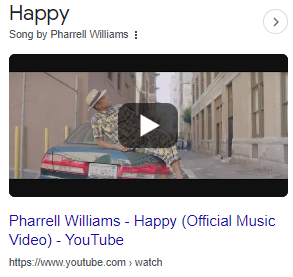 Happy
Song by Pharrell Williams
Pharrell Williams - Happy (Official Music
Video) - YouTube
https://www.youtube.com › watch